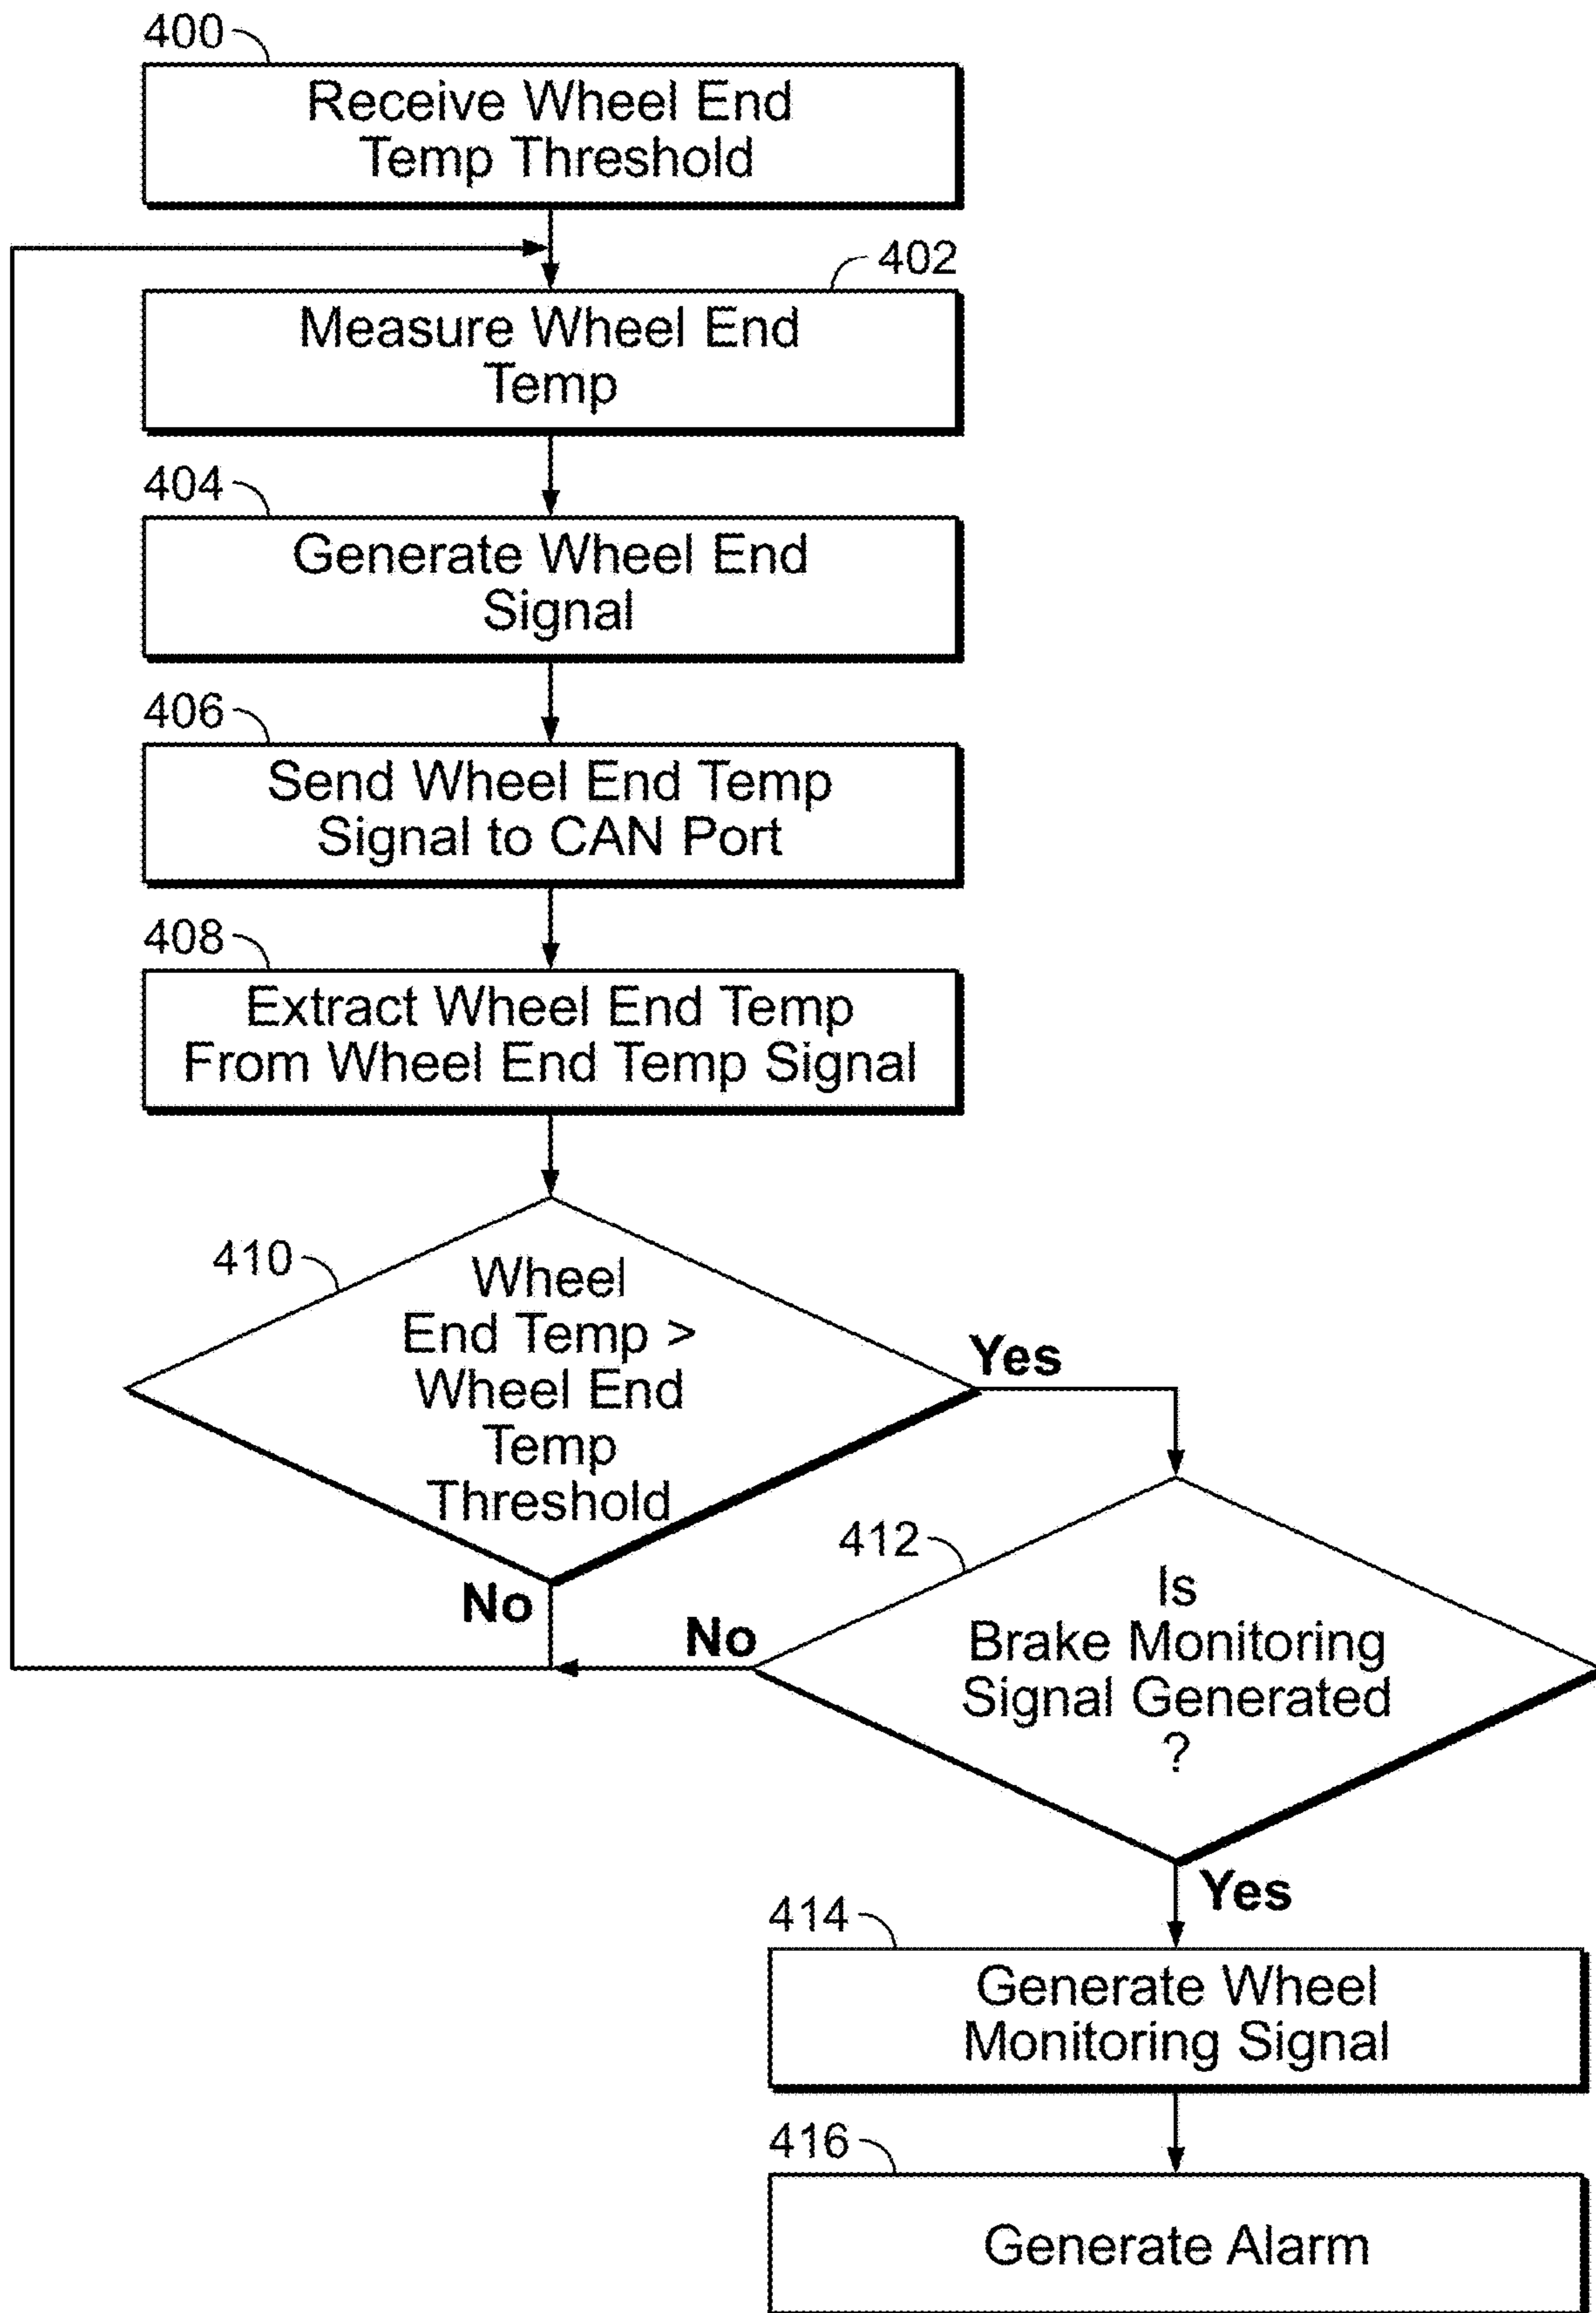 400
Receive Wheel End
Temp Threshold
402
Measure Wheel End
Temp
404
Generate Wheel End
Signal
406
Send Wheel End Temp
Signal to CAN Port
408
Extract Wheel End Temp
From Wheel End Temp Signal
410
Wheel
End Temp >
Wheel End
Temp
Threshold
Yes
No
412
Is
Brake Monitoring
Signal Generated
?
No
Yes
414
Generate Wheel
Monitoring Signal
416
Generate Alarm